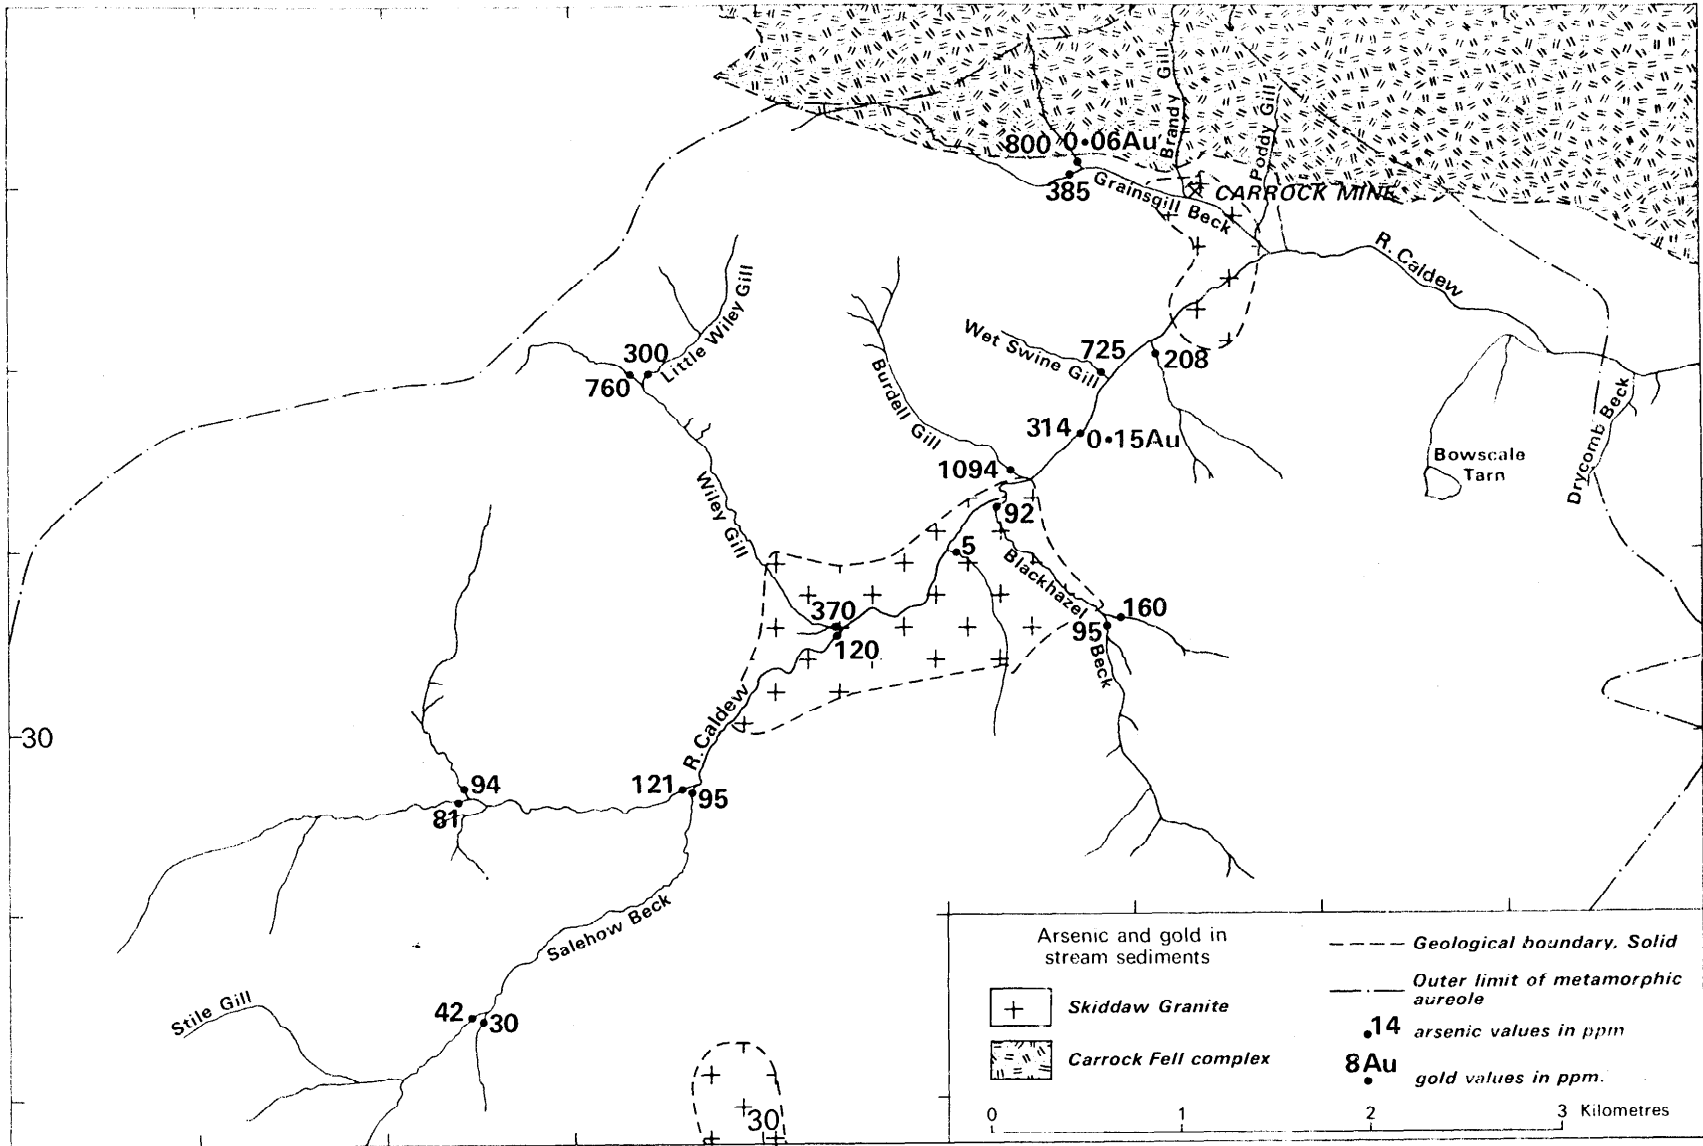 Brandy Gill
Poddy Gill
800 0·06Au
385
Grainsgill Beck
CARROCK MINE
R. Caldew
Little Wiley Gill
300
760
Wet Swine Gill
725
208
Burdell Gill
314
0·15Au
1094
Bowscale
Tarn
Drycomb Beck
Wiley Gill
92
5
Blackhazel
Beck
160
95
370
120
R. Caldew
30
94
81
121
95
Salehow Beck
Stile Gill
42
30
30
Arsenic and gold in
stream sediments
Skiddaw Granite
Carrock Fell complex
Geological boundary. Solid
Outer limit of metamorphic
aureole
14 arsenic values in ppm
8Au
gold values in ppm.
0 1 2 3 Kilometres